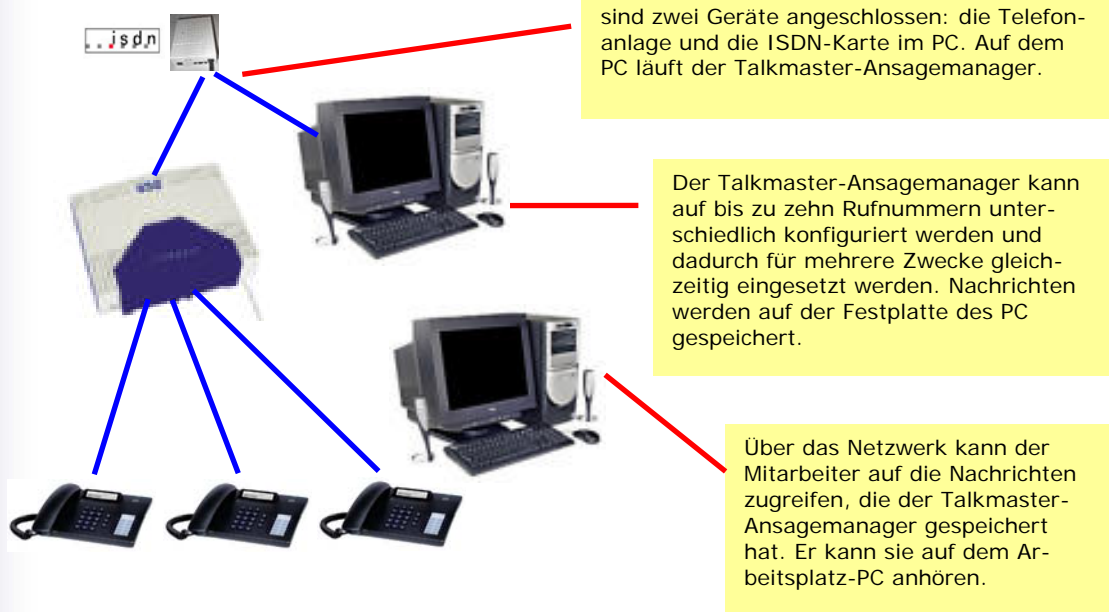 isdn
sind zwei Geräte angeschlossen: die Telefon-
anlage und die ISDN-Karte im PC. Auf dem
PC läuft der Talkmaster-Ansagemanager.
Der Talkmaster-Ansagemanager kann
auf bis zu zehn Rufnummern unter-
schiedlich konfiguriert werden und
dadurch für mehrere Zwecke gleich-
zeitig eingesetzt werden. Nachrichten
werden auf der Festplatte des PC
gespeichert.
Über das Netzwerk kann der
Mitarbeiter auf die Nachrichten
zugreifen, die der Talkmaster-
Ansagemanager gespeichert
hat. Er kann sie auf dem Ar-
beitsplatz-PC anhören.